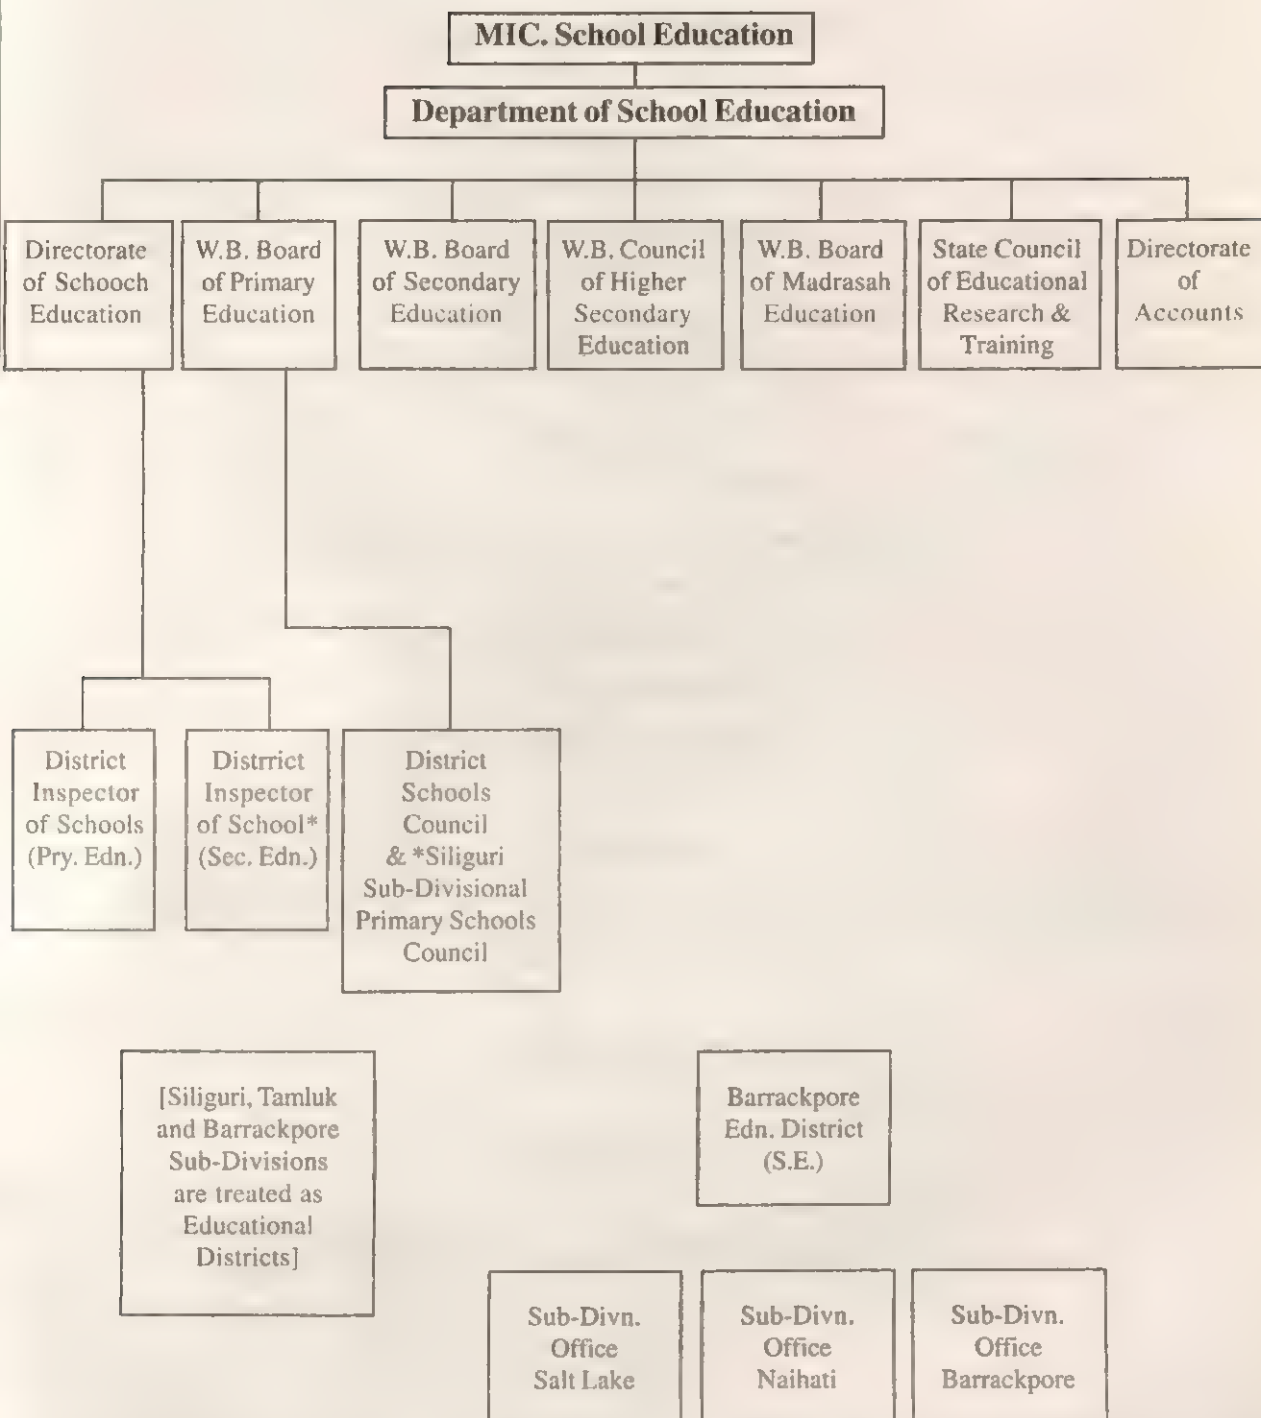 MIC. School Education
Department of School Education
Directorate
of Schooch
Education
W.B. Board
of Primary
Education
W.B. Board
of Secondary
Education
W.B. Council
of Higher
Secondary
Education
W.B. Board
of Madrasah
Education
State Council
of Educational
Research &
Training
Directorate
of
Accounts
District
Inspector
of Schools
(Pry. Edn.)
Distrrict
Inspector
of School*
(Sec. Edn.)
District
Schools
Council
& *Siliguri
Sub-Divisional
Primary Schools
Council
[Siliguri, Tamluk
and Barrackpore
Sub-Divisions
are treated as
Educational
Districts]
Barrackpore
Edn. District
(S.E.)
Sub-Divn.
Office
Salt Lake
Sub-Divn.
Office
Naihati
Sub-Divn.
Office
Barrackpore